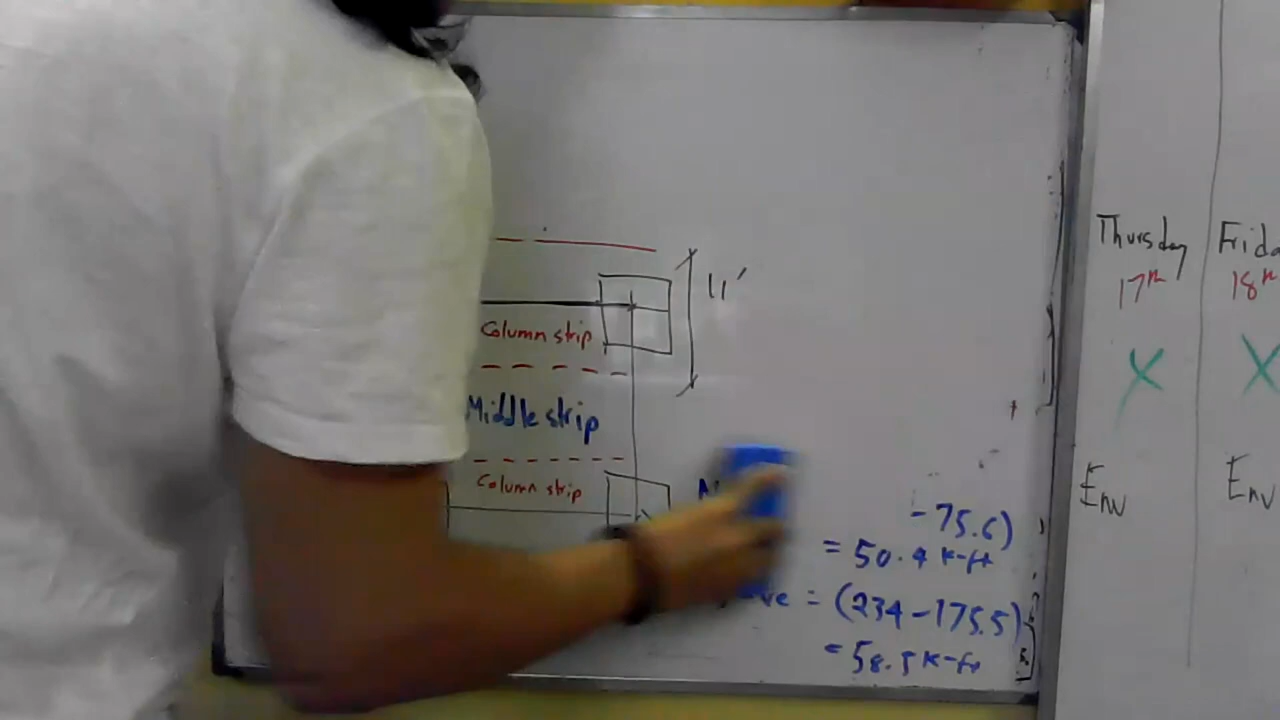 11'
Column strip
Middle strip
Column strip
-75.6)
= 50.4 k-ft
ve = (234-175.5)
= 58.5 k-ft
Thursday
17th
X
Env
Frida
18th
X
Env